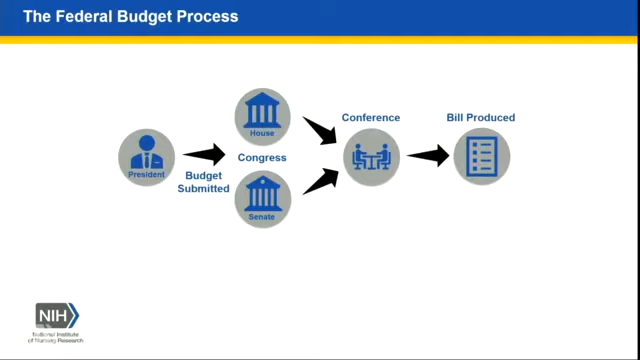 The Federal Budget Process
President
Budget
Submitted
House
Congress
Senate
Conference
Bill Produced
NIH
National Institute
of Nursing Research